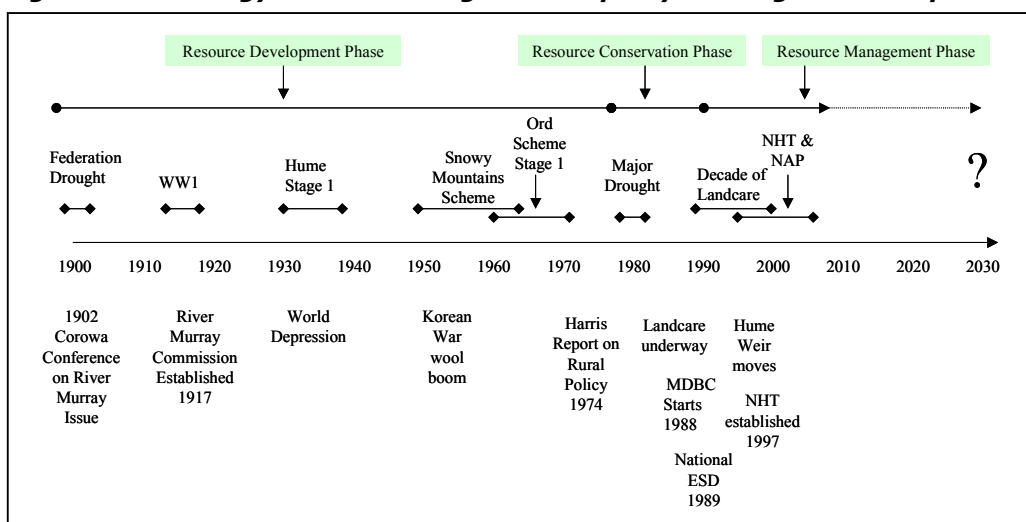 Resource Development Phase
Resource Conservation Phase
Resource Management Phase
Federation
Drought
WW1
Hume
Stage 1
Snowy
Mountains
Scheme
Ord
Scheme
Stage 1
Major
Drought
Decade of
Landcare
NHT &
NAP
?
1900 1910 1920 1930 1940 1950 1960 1970 1980 1990 2000 2010 2020 2030
1902
Corowa
Conference
on River
Murray
Issue
River
Murray
Commission
Established
1917
World
Depression
Korean
War
wool
boom
Harris
Report on
Rural
Policy
1974
Landcare
underway
MDBC
Starts
1988
National
ESD
1989
Hume
Weir
moves
NHT
established
1997